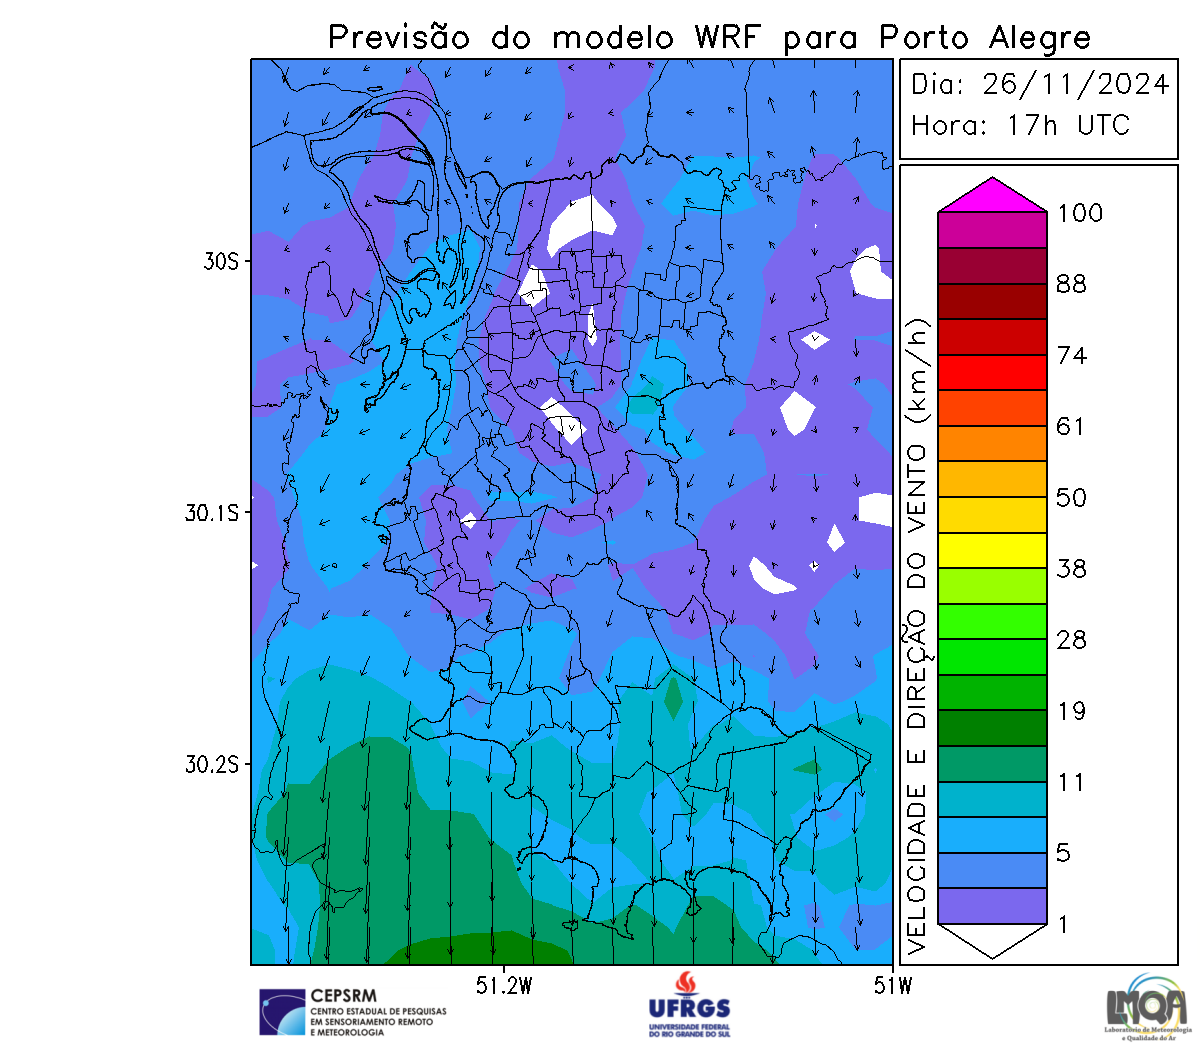 Previsão do modelo WRF para Porto Alegre
Dia: 26/11/2024
Hora: 17h UTC
30S
30.1S
30.2S
51.2W
51W
VELOCIDADE E DIREÇÃO DO VENTO (km/h)
100
88
74
61
50
38
28
19
11
5
1
CEPSRM
CENTRO ESTADUAL DE PESQUISAS
EM SENSORIAMENTO REMOTO
E METEOROLOGIA
UFRGS
UNIVERSIDADE FEDERAL
DO RIO GRANDE DO SUL
LMQA
Laboratório de Meteorologia
e Qualidade do Ar